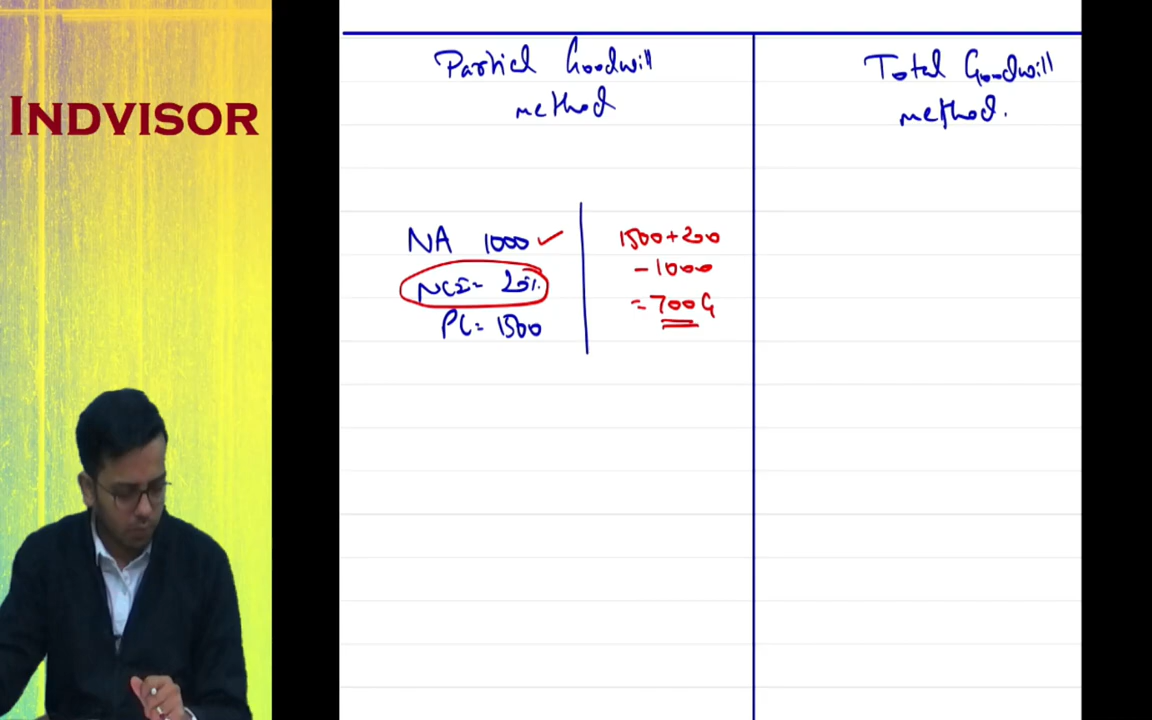 INDVISOR
Partial Goodwill
method
Total Goodwill
method.
NA 1000 ✓
NCI = 20%.
PC = 1500
1500+200
- 1000
= 700 G